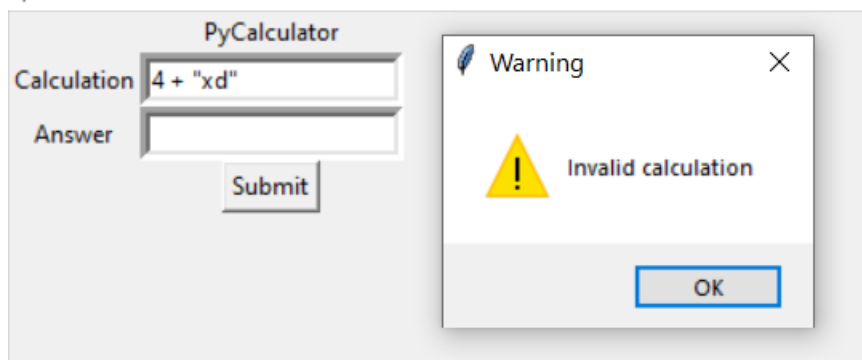 PyCalculator
Calculation 4 + "xd"
Answer
Submit
Warning
Invalid calculation
OK